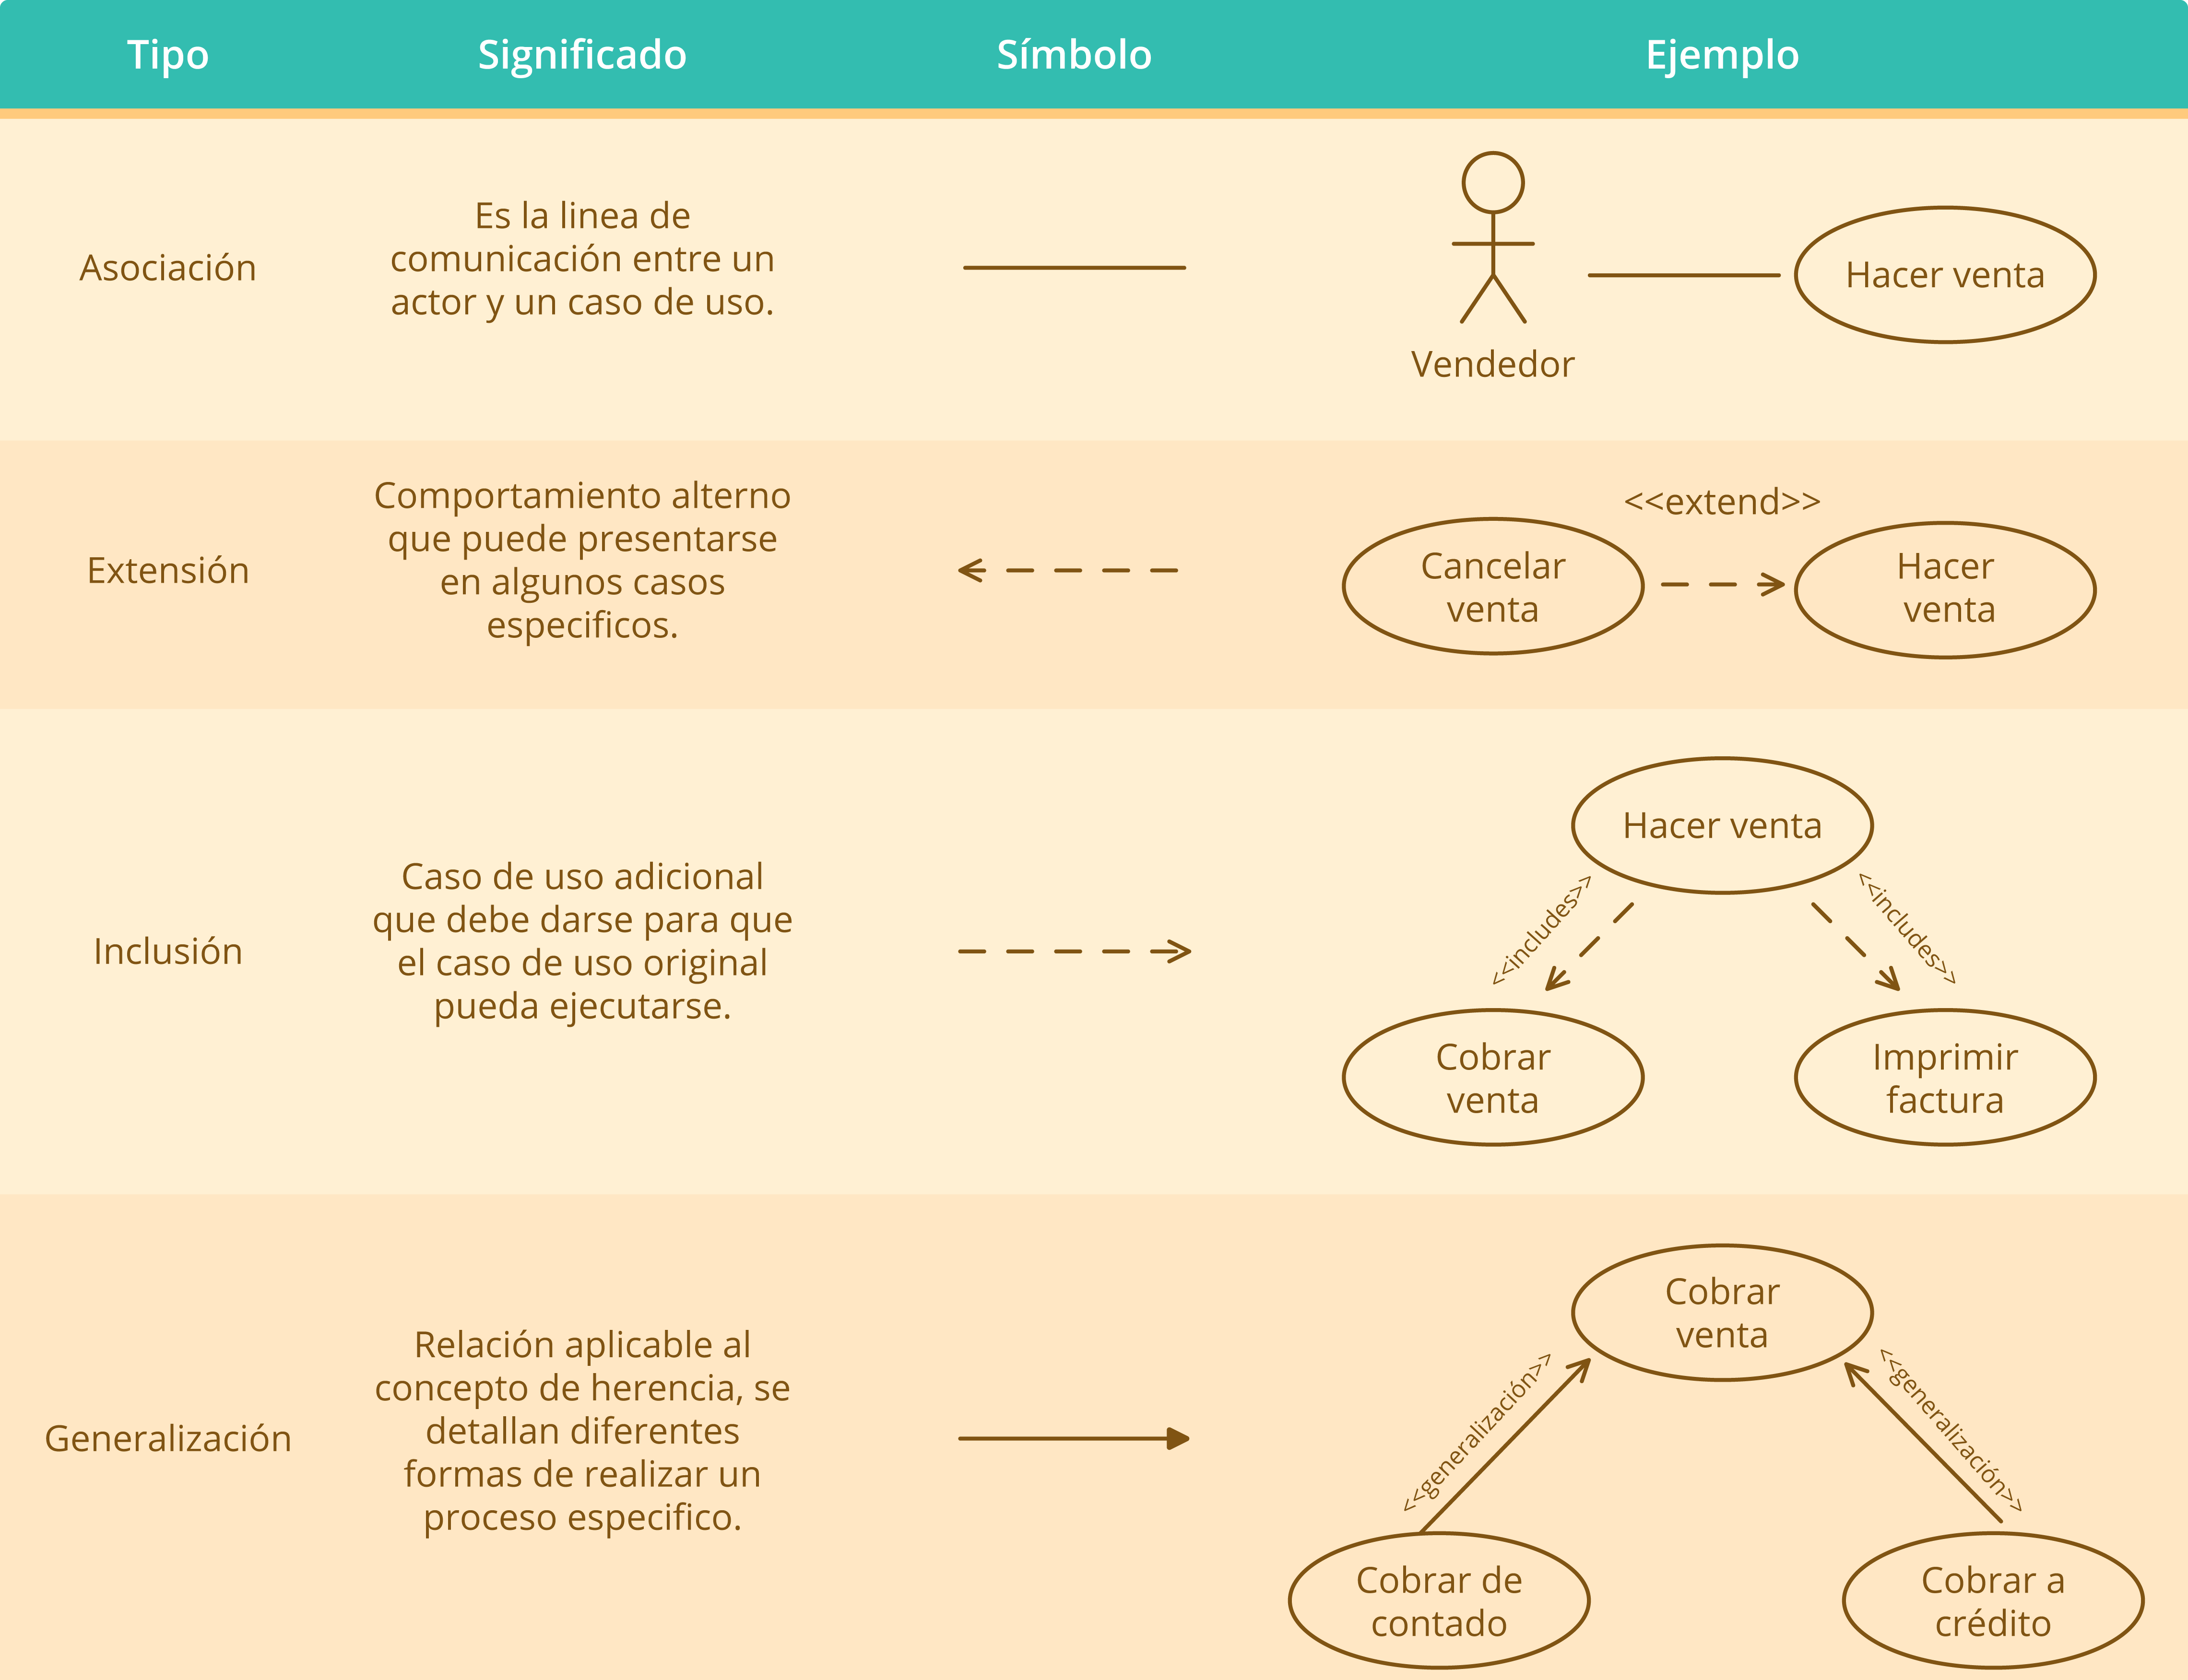 Tipo
Significado
Símbolo
Ejemplo
Asociación
Es la linea de
comunicación entre un
actor y un caso de uso.
Vendedor
Hacer venta
Extensión
Comportamiento alterno
que puede presentarse
en algunos casos
especificos.
<<extend>>
Cancelar
venta
Hacer
venta
Inclusión
Caso de uso adicional
que debe darse para que
el caso de uso original
pueda ejecutarse.
Hacer venta
<<includes>>
<<includes>>
Cobrar
venta
Imprimir
factura
Generalización
Relación aplicable al
concepto de herencia, se
detallan diferentes
formas de realizar un
proceso especifico.
Cobrar
venta
<<generalización>>
<<generalización>>
Cobrar de
contado
Cobrar a
crédito